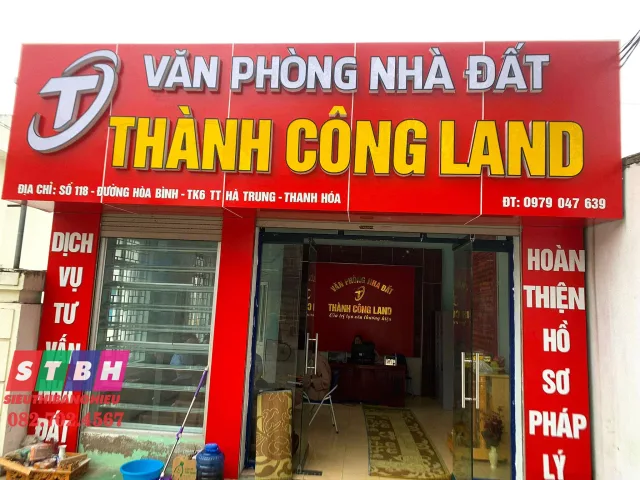 T
VĂN PHÒNG NHÀ ĐẤT
THÀNH CÔNG LAND
ĐỊA CHỈ: SỐ 118 - ĐƯỜNG HÒA BÌNH - TK6 TT HÀ TRUNG - THANH HÓA
ĐT: 0979 047 639
DỊCH
VỤ
TƯ
VẤN
ĐẤT
HOÀN
THIỆN
HỒ
SƠ
PHÁP
LÝ
VĂN PHÒNG NHÀ ĐẤT
T
THÀNH CÔNG LAND
STBH
SIEUTHIBANGHIEU